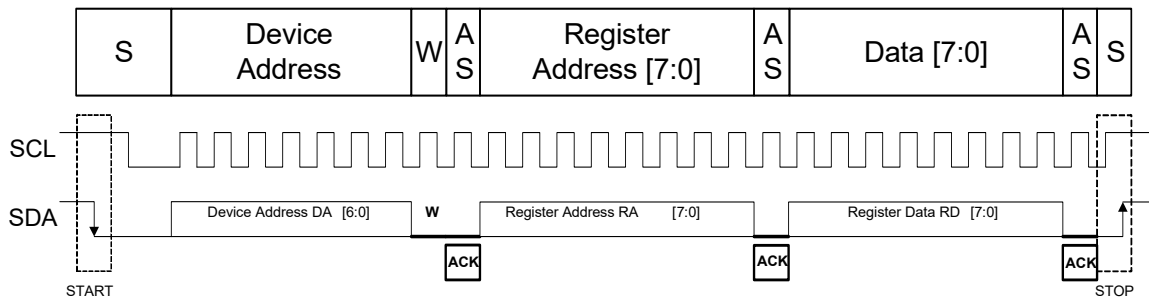 S
Device
Address
W
A
S
Register
Address [7:0]
A
S
Data [7:0]
A
S
S
SCL
SDA
Device Address DA [6:0]
W
Register Address RA [7:0]
Register Data RD [7:0]
ACK
ACK
ACK
START
STOP